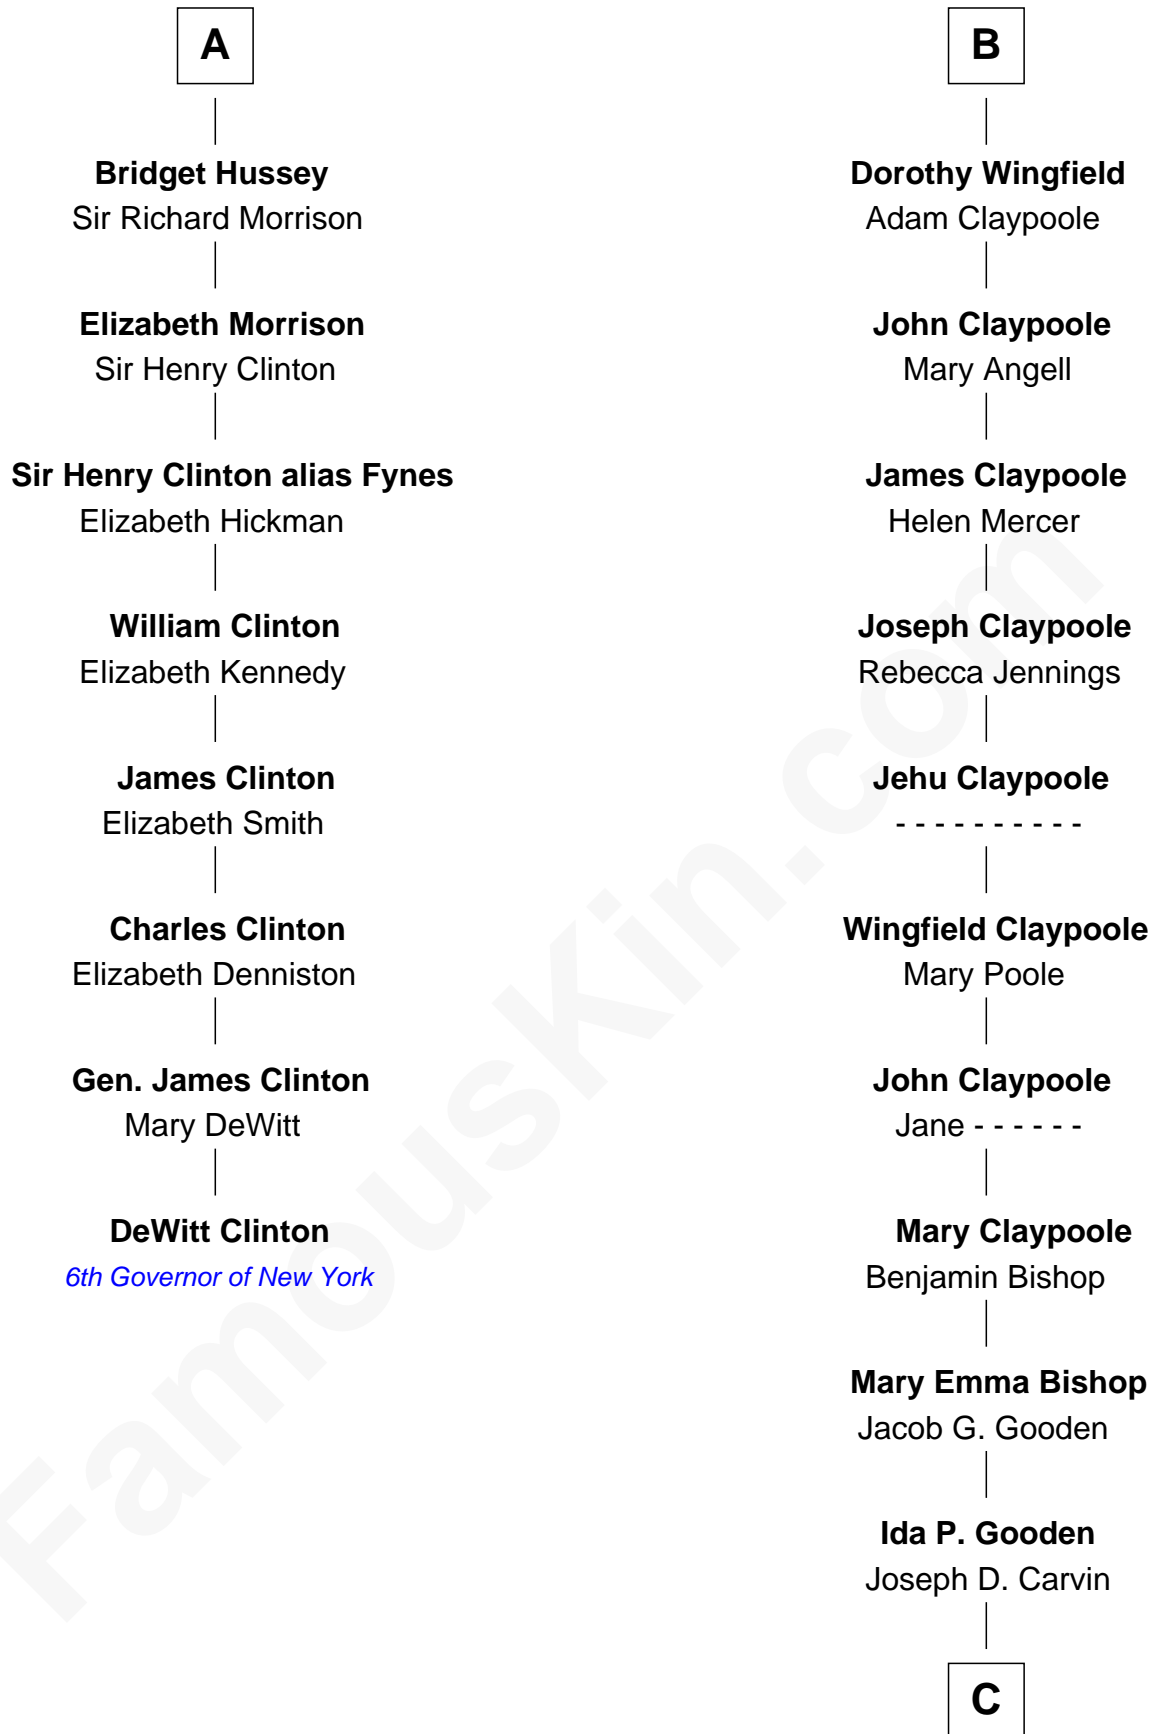 A
Bridget Hussey
Sir Richard Morrison
Elizabeth Morrison
Sir Henry Clinton
Sir Henry Clinton alias Fynes
Elizabeth Hickman
William Clinton
Elizabeth Kennedy
James Clinton
Elizabeth Smith
Charles Clinton
Elizabeth Denniston
Gen. James Clinton
Mary DeWitt
DeWitt Clinton
6th Governor of New York
B
Dorothy Wingfield
Adam Claypoole
John Claypoole
Mary Angell
James Claypoole
Helen Mercer
Joseph Claypoole
Rebecca Jennings
Jehu Claypoole
- - - - - - - - - -
Wingfield Claypoole
Mary Poole
John Claypoole
Jane - - - - - -
Mary Claypoole
Benjamin Bishop
Mary Emma Bishop
Jacob G. Gooden
Ida P. Gooden
Joseph D. Carvin
C
FamousKin.com